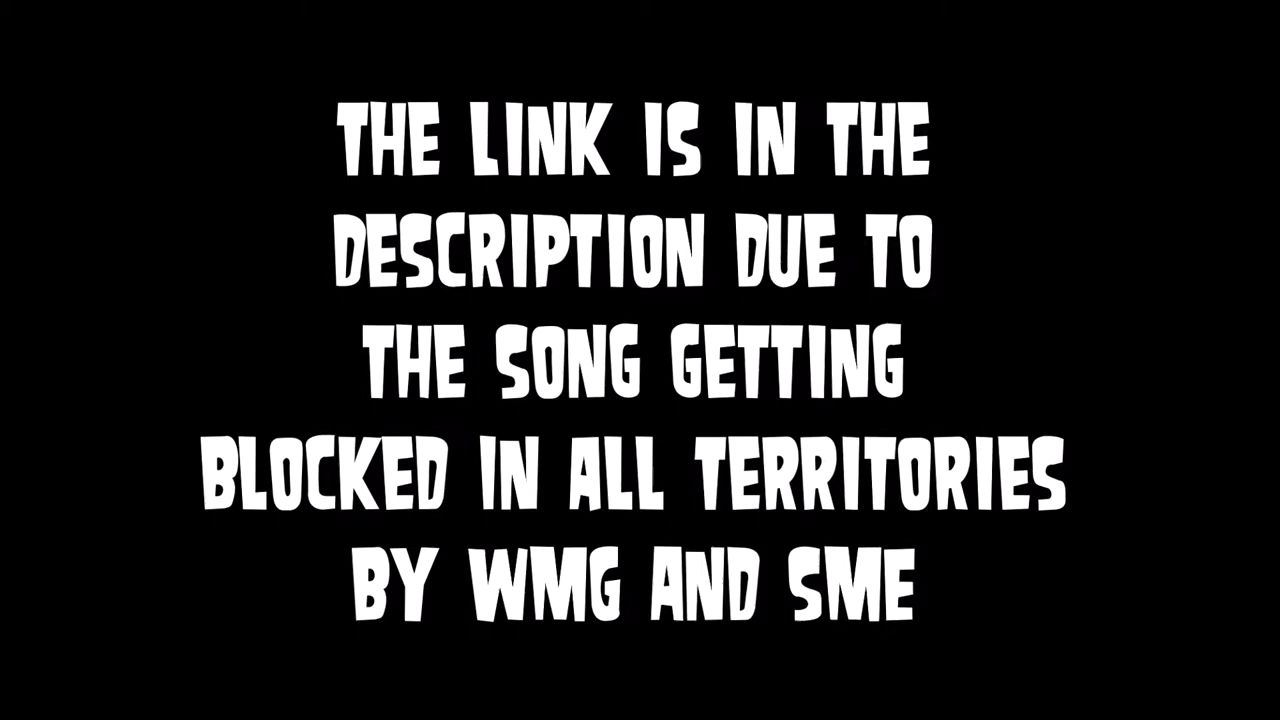 THE LINK IS IN THE
DESCRIPTION DUE TO
THE SONG GETTING
BLOCKED IN ALL TERRITORIES
BY WMG AND SME